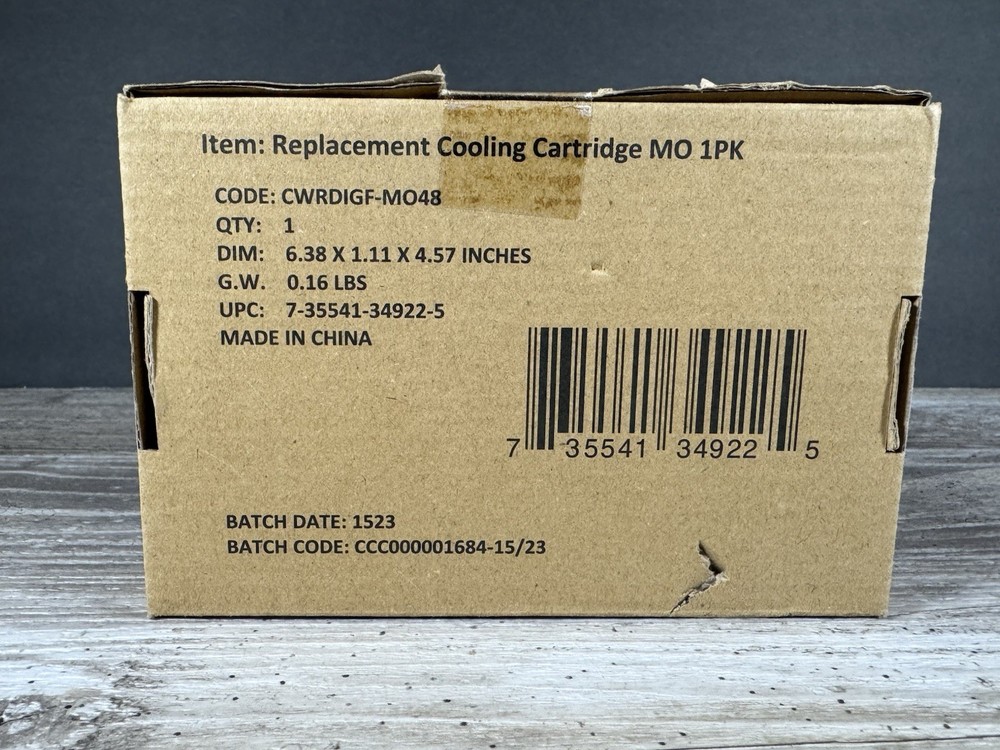 Item: Replacement Cooling Cartridge MO 1PK
CODE: CWRDIGF-MO48
QTY: 1
DIM: 6.38 X 1.11 X 4.57 INCHES
G.W. 0.16 LBS
UPC: 7-35541-34922-5
MADE IN CHINA
7 35541 34922 5
BATCH DATE: 1523
BATCH CODE: CCC000001684-15/23